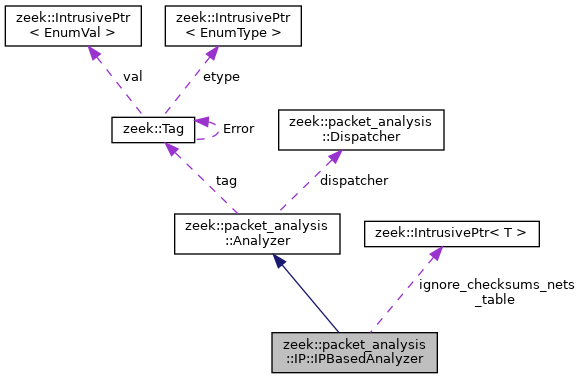 zeek::IntrusivePtr
< EnumVal >
zeek::IntrusivePtr
< EnumType >
val
etype
zeek::Tag
Error
zeek::packet_analysis
::Dispatcher
tag
dispatcher
zeek::packet_analysis
::Analyzer
zeek::IntrusivePtr< T >
ignore_checksums_nets
_table
zeek::packet_analysis
::IP::IPBasedAnalyzer